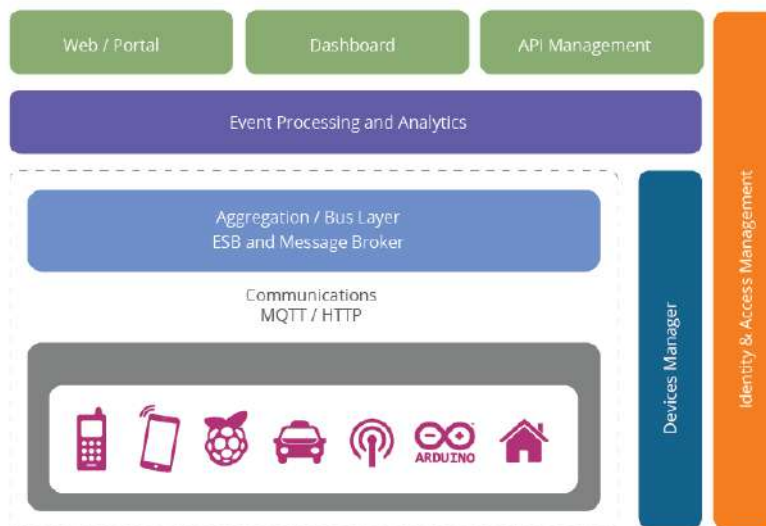 Web / Portal
Dashboard
API Management
Event Processing and Analytics
Aggregation / Bus Layer
ESB and Message Broker
Communications
MQTT / HTTP
ARDUINO
Devices Manager
Identity & Access Management